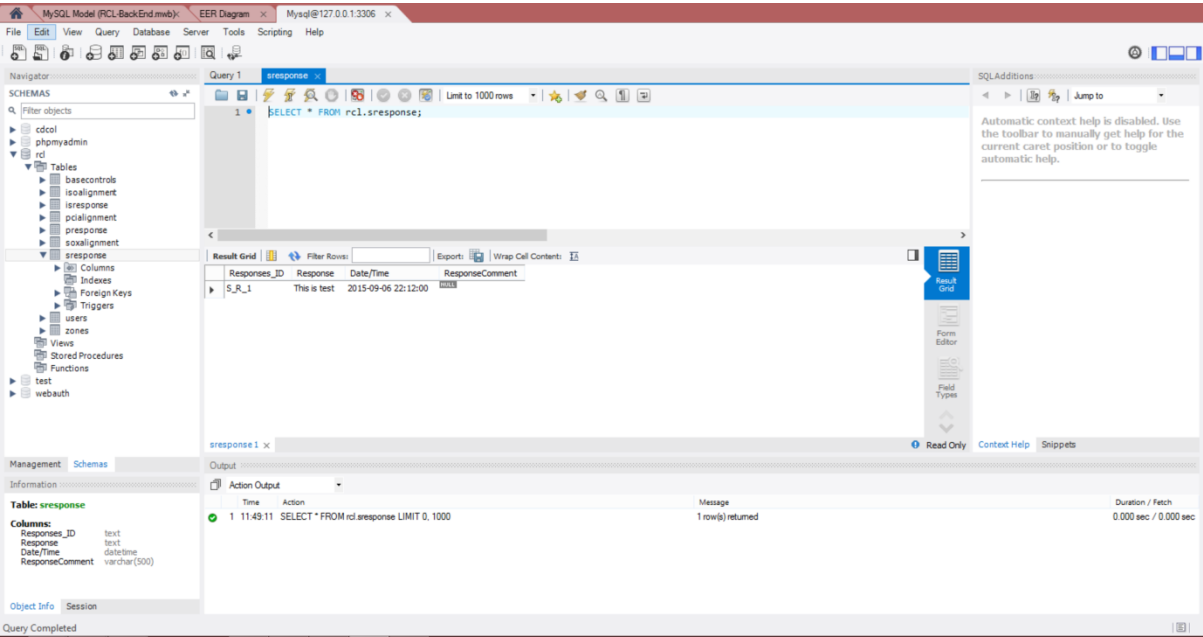 MySQL Model (RCL-BackEnd.mwb) × EER Diagram × Mysql@127.0.0.1:3306 ×
File Edit View Query Database Server Tools Scripting Help
Navigator
SCHEMAS
Filter objects
cdcol
phpmyadmin
rcl
Tables
basecontrols
isoalignment
isresponse
pcialignment
presponse
soxalignment
sresponse
Columns
Indexes
Foreign Keys
Triggers
users
zones
Views
Stored Procedures
Functions
test
webauth
Management Schemas
Information
Table: sresponse
Columns:
Responses_ID text
Response text
Date/Time datetime
ResponseComment varchar(500)
Object Info Session
Query Completed
Query 1 sresponse ×
Limit to 1000 rows
1 SELECT * FROM rcl.sresponse;
Result Grid Filter Rows: Export: Wrap Cell Content:
Responses_ID Response Date/Time ResponseComment
S_R_1 This is test 2015-09-06 22:12:00 NULL
Result Grid
Form Editor
Field Types
sresponse 1 × Read Only
Output
Action Output
Time Action Message Duration / Fetch
1 11:49:11 SELECT * FROM rcl.sresponse LIMIT 0, 1000 1 row(s) returned 0.000 sec / 0.000 sec
SQLAdditions
Jump to
Automatic context help is disabled. Use
the toolbar to manually get help for the
current caret position or to toggle
automatic help.
Context Help Snippets